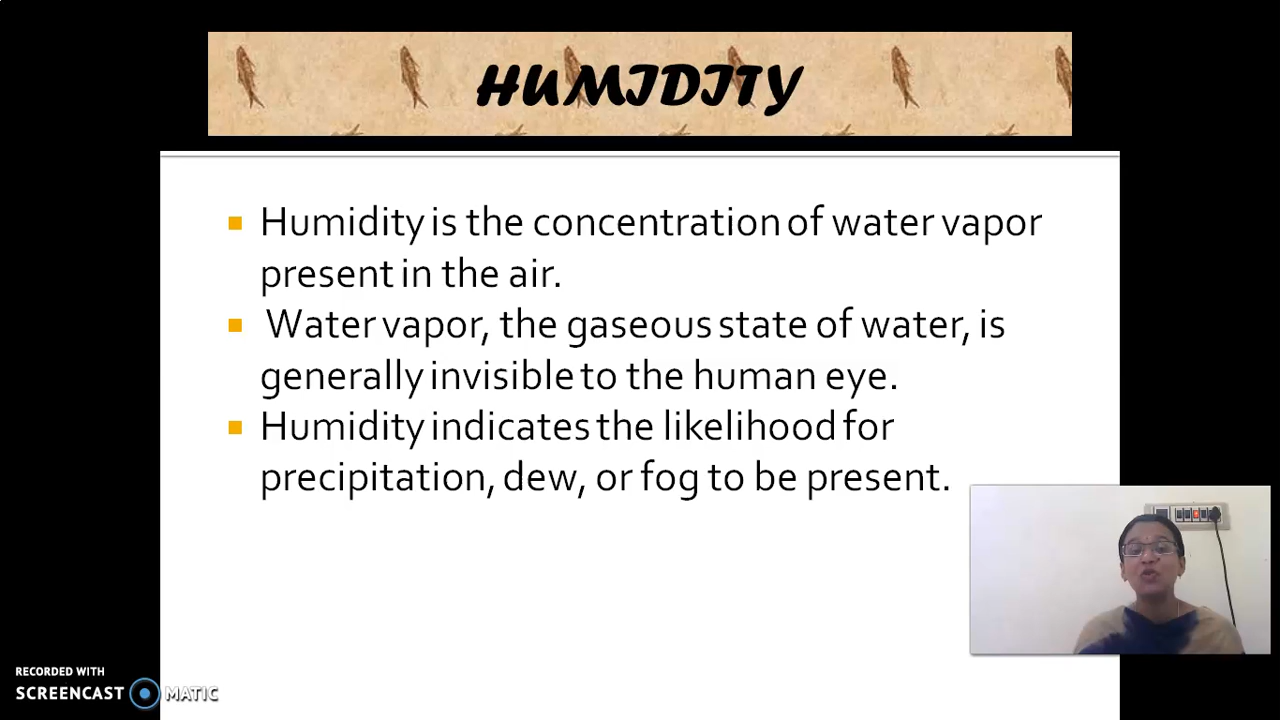 HUMIDITY
Humidity is the concentration of water vapor
present in the air.
Water vapor, the gaseous state of water, is
generally invisible to the human eye.
Humidity indicates the likelihood for
precipitation, dew, or fog to be present.
RECORDED WITH
SCREENCAST MATIC